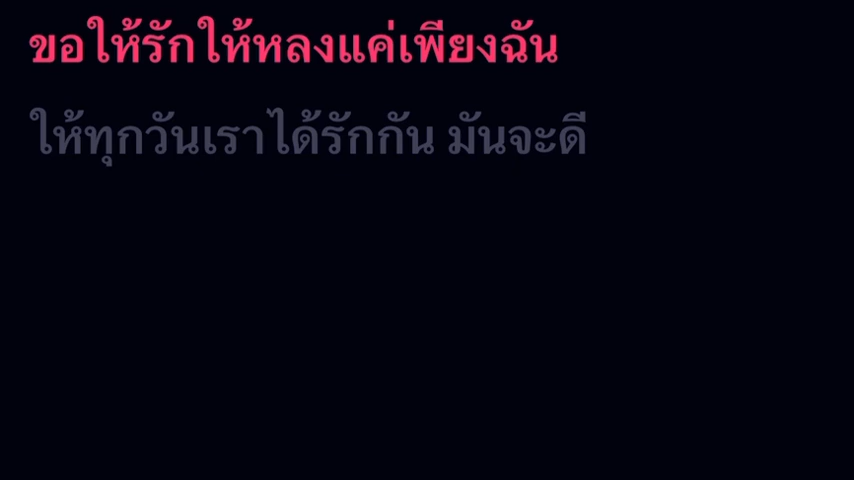 ขอให้รักให้หลงแค่เพียงฉัน
ให้ทุกวันเราได้รักกัน มันจะดี